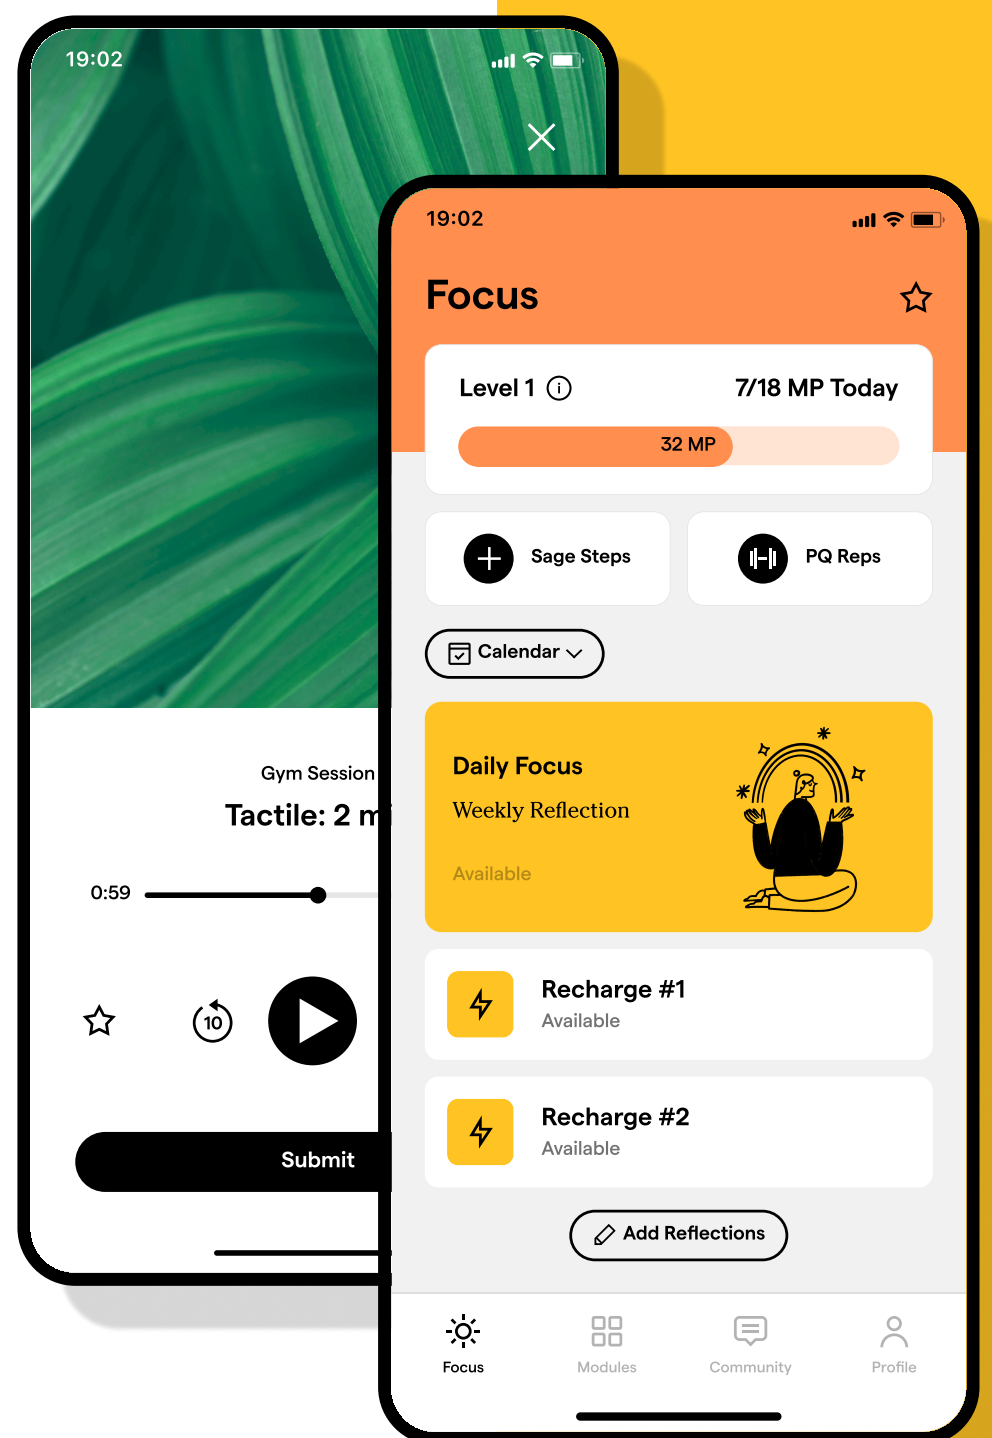 19:02
Gym Session
Tactile: 2 mi
0:59
10
Submit
19:02
Focus
Level 1
7/18 MP Today
32 MP
Sage Steps
PQ Reps
Calendar
Daily Focus
Weekly Reflection
Available
Recharge #1
Available
Recharge #2
Available
Add Reflections
Focus
Modules
Community
Profile